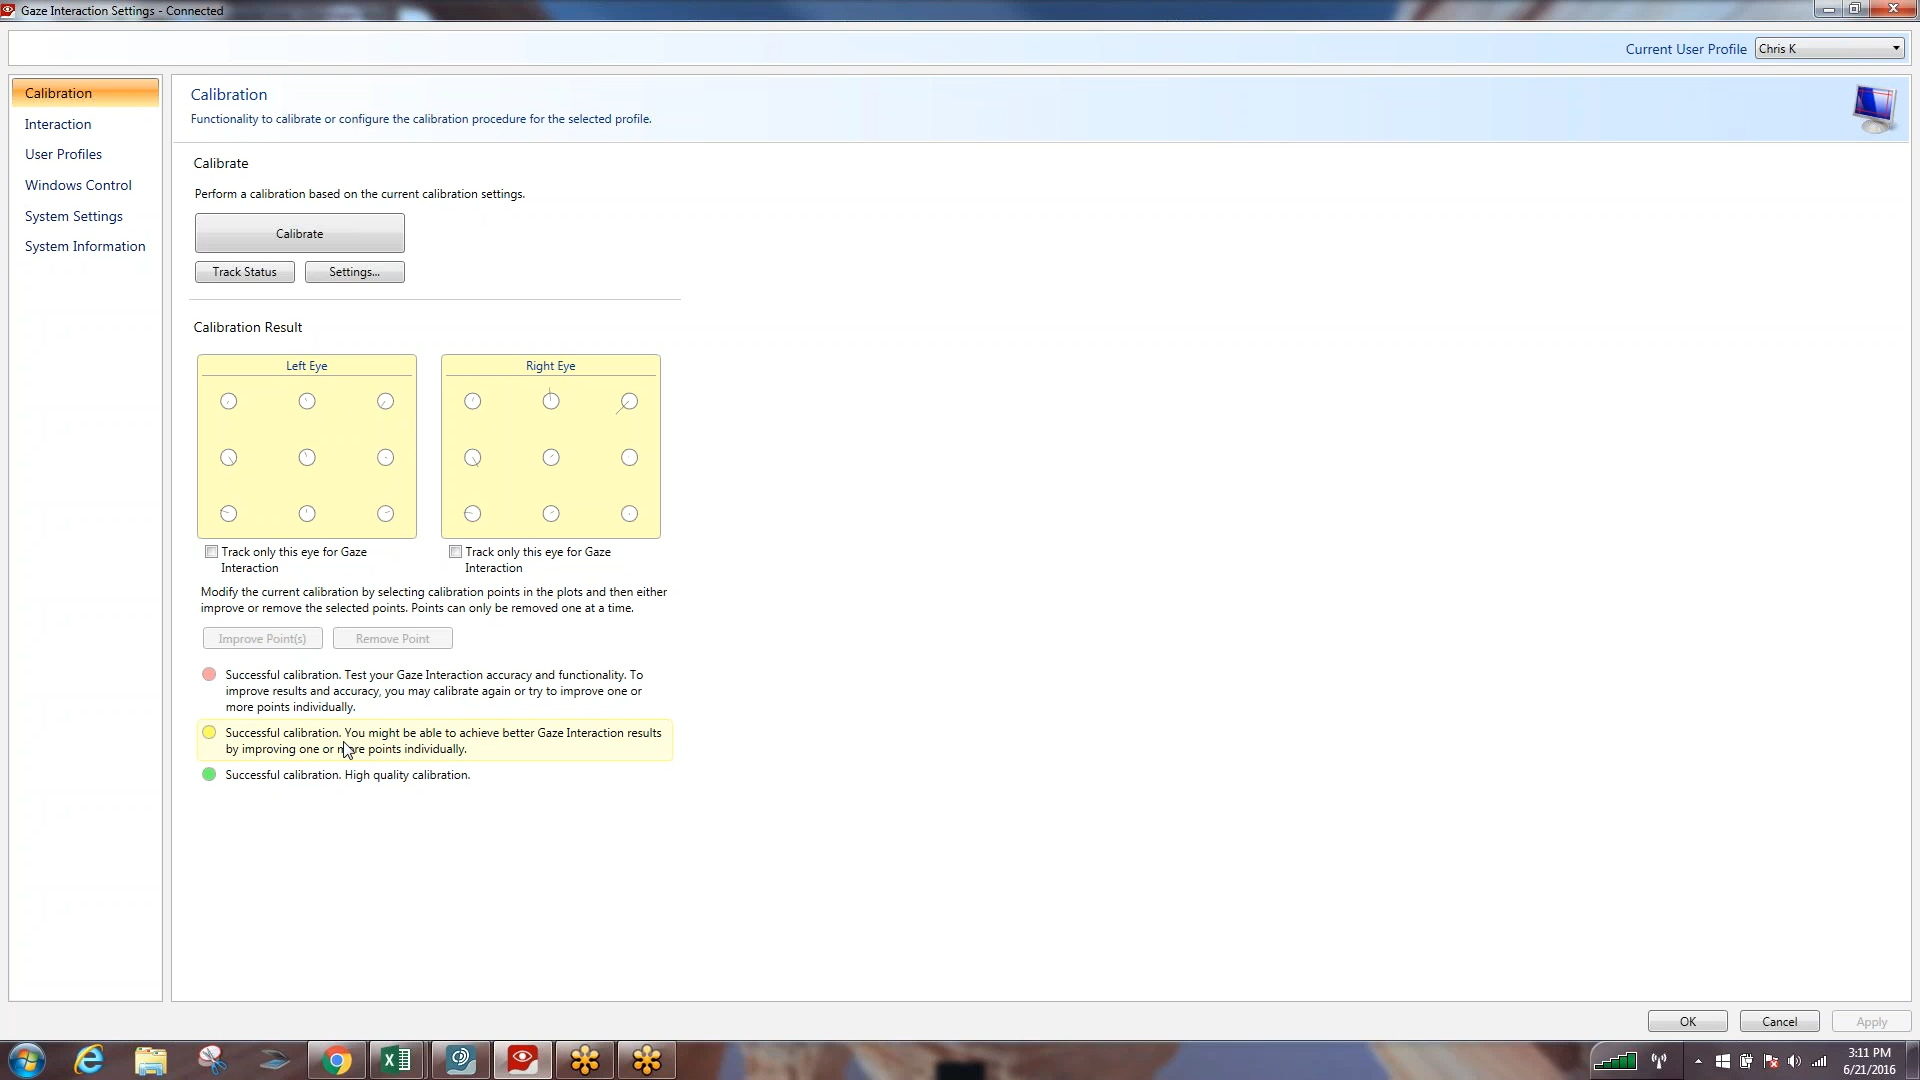 Gaze Interaction Settings - Connected
Current User Profile Chris K
Calibration
Interaction
User Profiles
Windows Control
System Settings
System Information
Calibration
Functionality to calibrate or configure the calibration procedure for the selected profile.
Calibrate
Perform a calibration based on the current calibration settings.
Calibrate
Track Status Settings...
Calibration Result
Left Eye Right Eye
Track only this eye for Gaze
Interaction
Track only this eye for Gaze
Interaction
Modify the current calibration by selecting calibration points in the plots and then either
improve or remove the selected points. Points can only be removed one at a time.
Improve Point(s) Remove Point
Successful calibration. Test your Gaze Interaction accuracy and functionality. To
improve results and accuracy, you may calibrate again or try to improve one or
more points individually.
Successful calibration. You might be able to achieve better Gaze Interaction results
by improving one or more points individually.
Successful calibration. High quality calibration.
OK Cancel Apply
3:11 PM
6/21/2016